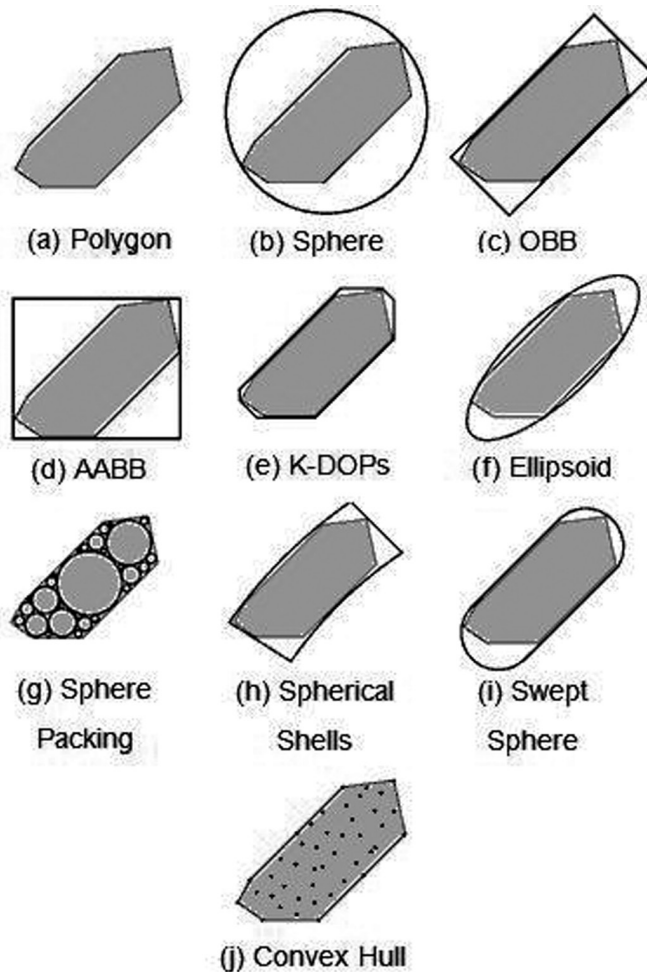 (a) Polygon
(b) Sphere
(c) OBB
(d) AABB
(e) K-DOPs
(f) Ellipsoid
(g) Sphere
Packing
(h) Spherical
Shells
(i) Swept
Sphere
(j) Convex Hull